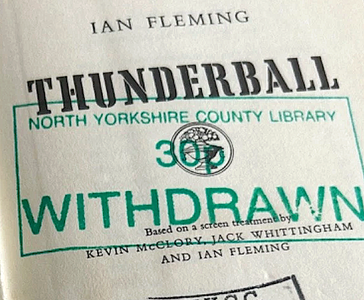 IAN FLEMING
THUNDERBALL
NORTH YORKSHIRE COUNTY LIBRARY
30p
WITHDRAWN
Based on a screen treatment by
KEVIN McCLORY, JACK WHITTINGHAM
AND IAN FLEMING